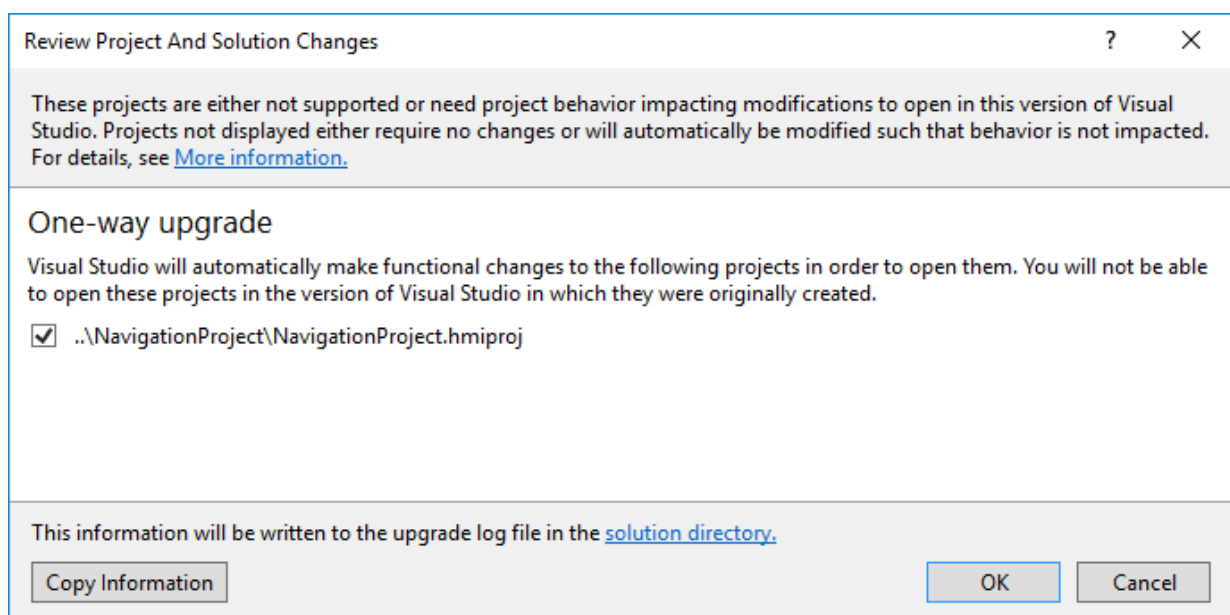 Review Project And Solution Changes
?
These projects are either not supported or need project behavior impacting modifications to open in this version of Visual
Studio. Projects not displayed either require no changes or will automatically be modified such that behavior is not impacted.
For details, see More information.
One-way upgrade
Visual Studio will automatically make functional changes to the following projects in order to open them. You will not be able
to open these projects in the version of Visual Studio in which they were originally created.
..\NavigationProject\NavigationProject.hmiproj
This information will be written to the upgrade log file in the solution directory.
Copy Information
OK
Cancel